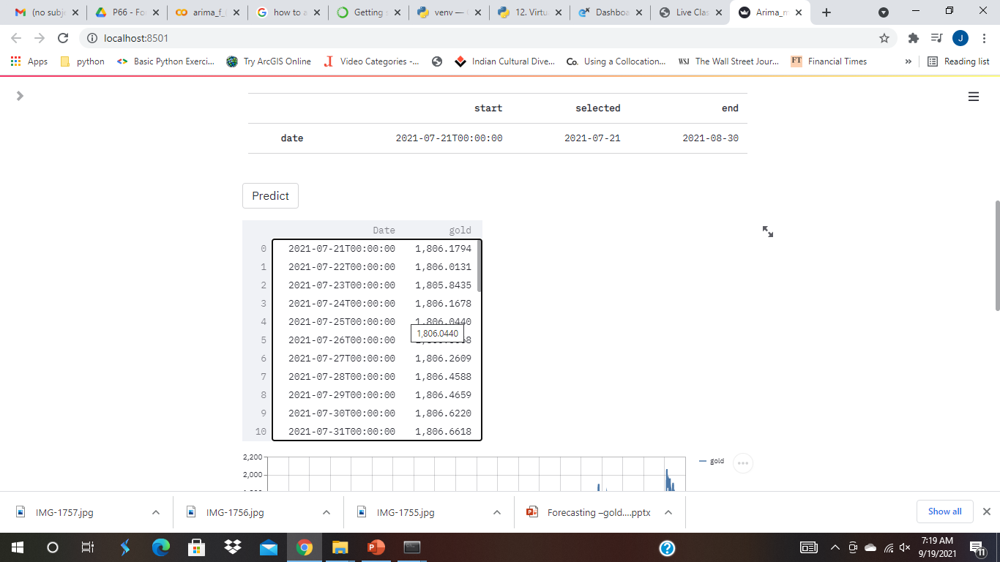 (no subje
P66 - Fo
arima_f_
how to a
Getting s
venv —
12. Virtu
Dashboa
Live Clas
Arima_m
localhost:8501
J
Apps
python
Basic Python Exerci...
Try ArcGIS Online
Video Categories -...
Indian Cultural Dive...
Co. Using a Collocation...
WSJ The Wall Street Jour...
FT Financial Times
»
Reading list
start selected end
date 2021-07-21T00:00:00 2021-07-21 2021-08-30
Predict
Date gold
0 2021-07-21T00:00:00 1,806.1794
1 2021-07-22T00:00:00 1,806.0131
2 2021-07-23T00:00:00 1,805.8435
3 2021-07-24T00:00:00 1,806.1678
4 2021-07-25T00:00:00 1,806.0440
1,806.0440
5 2021-07-26T00:00:00
6 2021-07-27T00:00:00 1,806.2609
7 2021-07-28T00:00:00 1,806.4588
8 2021-07-29T00:00:00 1,806.4659
9 2021-07-30T00:00:00 1,806.6220
10 2021-07-31T00:00:00 1,806.6618
2,200
2,000
gold
IMG-1757.jpg
IMG-1756.jpg
IMG-1755.jpg
Forecasting –gold....pptx
Show all
7:19 AM
9/19/2021
11